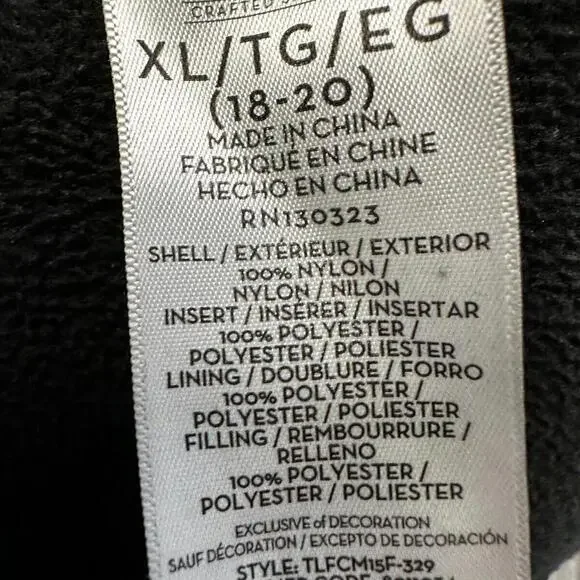 CRAFTED
XL/TG/EG
(18-20)
MADE IN CHINA
FABRIQUÉ EN CHINE
HECHO EN CHINA
RN130323
SHELL / EXTÉRIEUR / EXTERIOR
100% NYLON /
NYLON / NILON
INSERT / INSÉRER / INSERTAR
100% POLYESTER /
POLYESTER / POLIESTER
LINING / DOUBLURE / FORRO
100% POLYESTER /
POLYESTER / POLIESTER
FILLING / REMBOURRURE /
RELLENO
100% POLYESTER /
POLYESTER / POLIESTER
EXCLUSIVE of DECORATION
SAUF DÉCORATION / EXCEPTO DE DECORACIÓN
STYLE: TLFCM15F-329